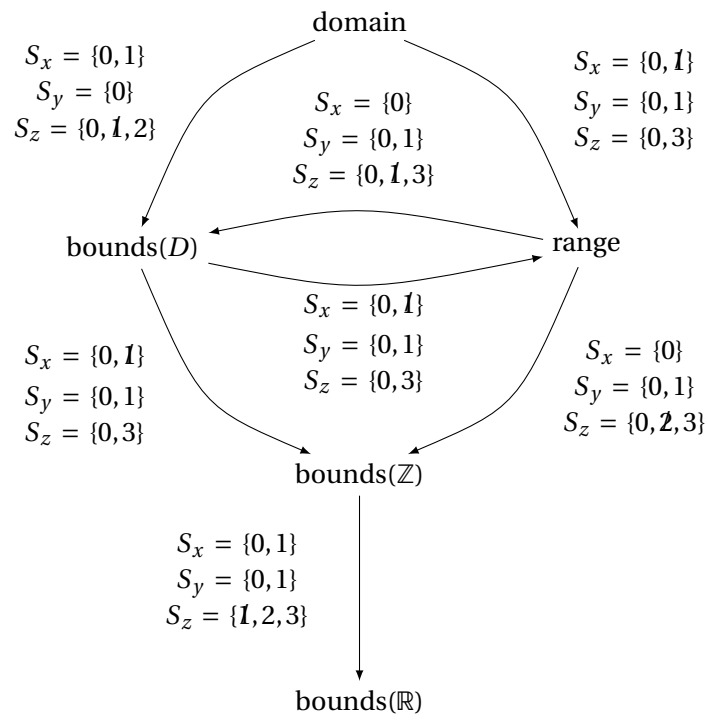 domain
S_x = {0, 1}
S_y = {0}
S_z = {0, 1̸, 2}
S_x = {0}
S_y = {0, 1}
S_z = {0, 1̸, 3}
S_x = {0, 1̸}
S_y = {0, 1}
S_z = {0, 3}
bounds(D)
range
S_x = {0, 1̸}
S_y = {0, 1}
S_z = {0, 3}
S_x = {0, 1̸}
S_y = {0, 1}
S_z = {0, 3}
S_x = {0}
S_y = {0, 1}
S_z = {0, 2̸, 3}
bounds(ℤ)
S_x = {0, 1}
S_y = {0, 1}
S_z = {1̸, 2, 3}
bounds(ℝ)